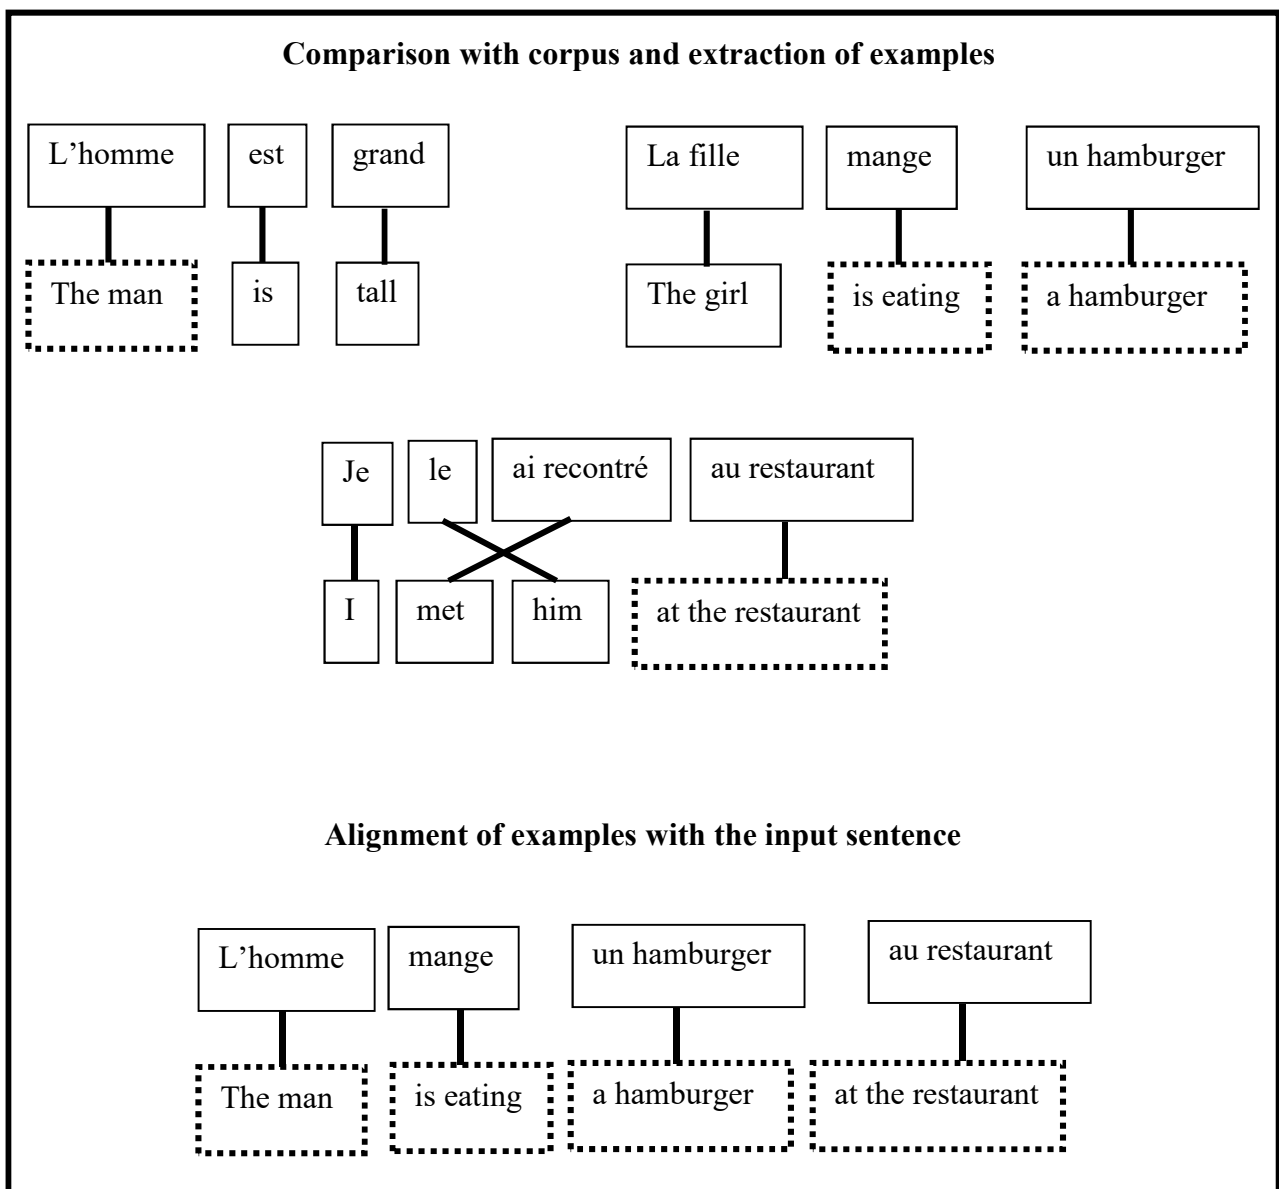 Comparison with corpus and extraction of examples
L’homme est grand
The man is tall
La fille mange un hamburger
The girl is eating a hamburger
Je le ai recontré au restaurant
I met him at the restaurant
Alignment of examples with the input sentence
L’homme mange un hamburger au restaurant
The man is eating a hamburger at the restaurant